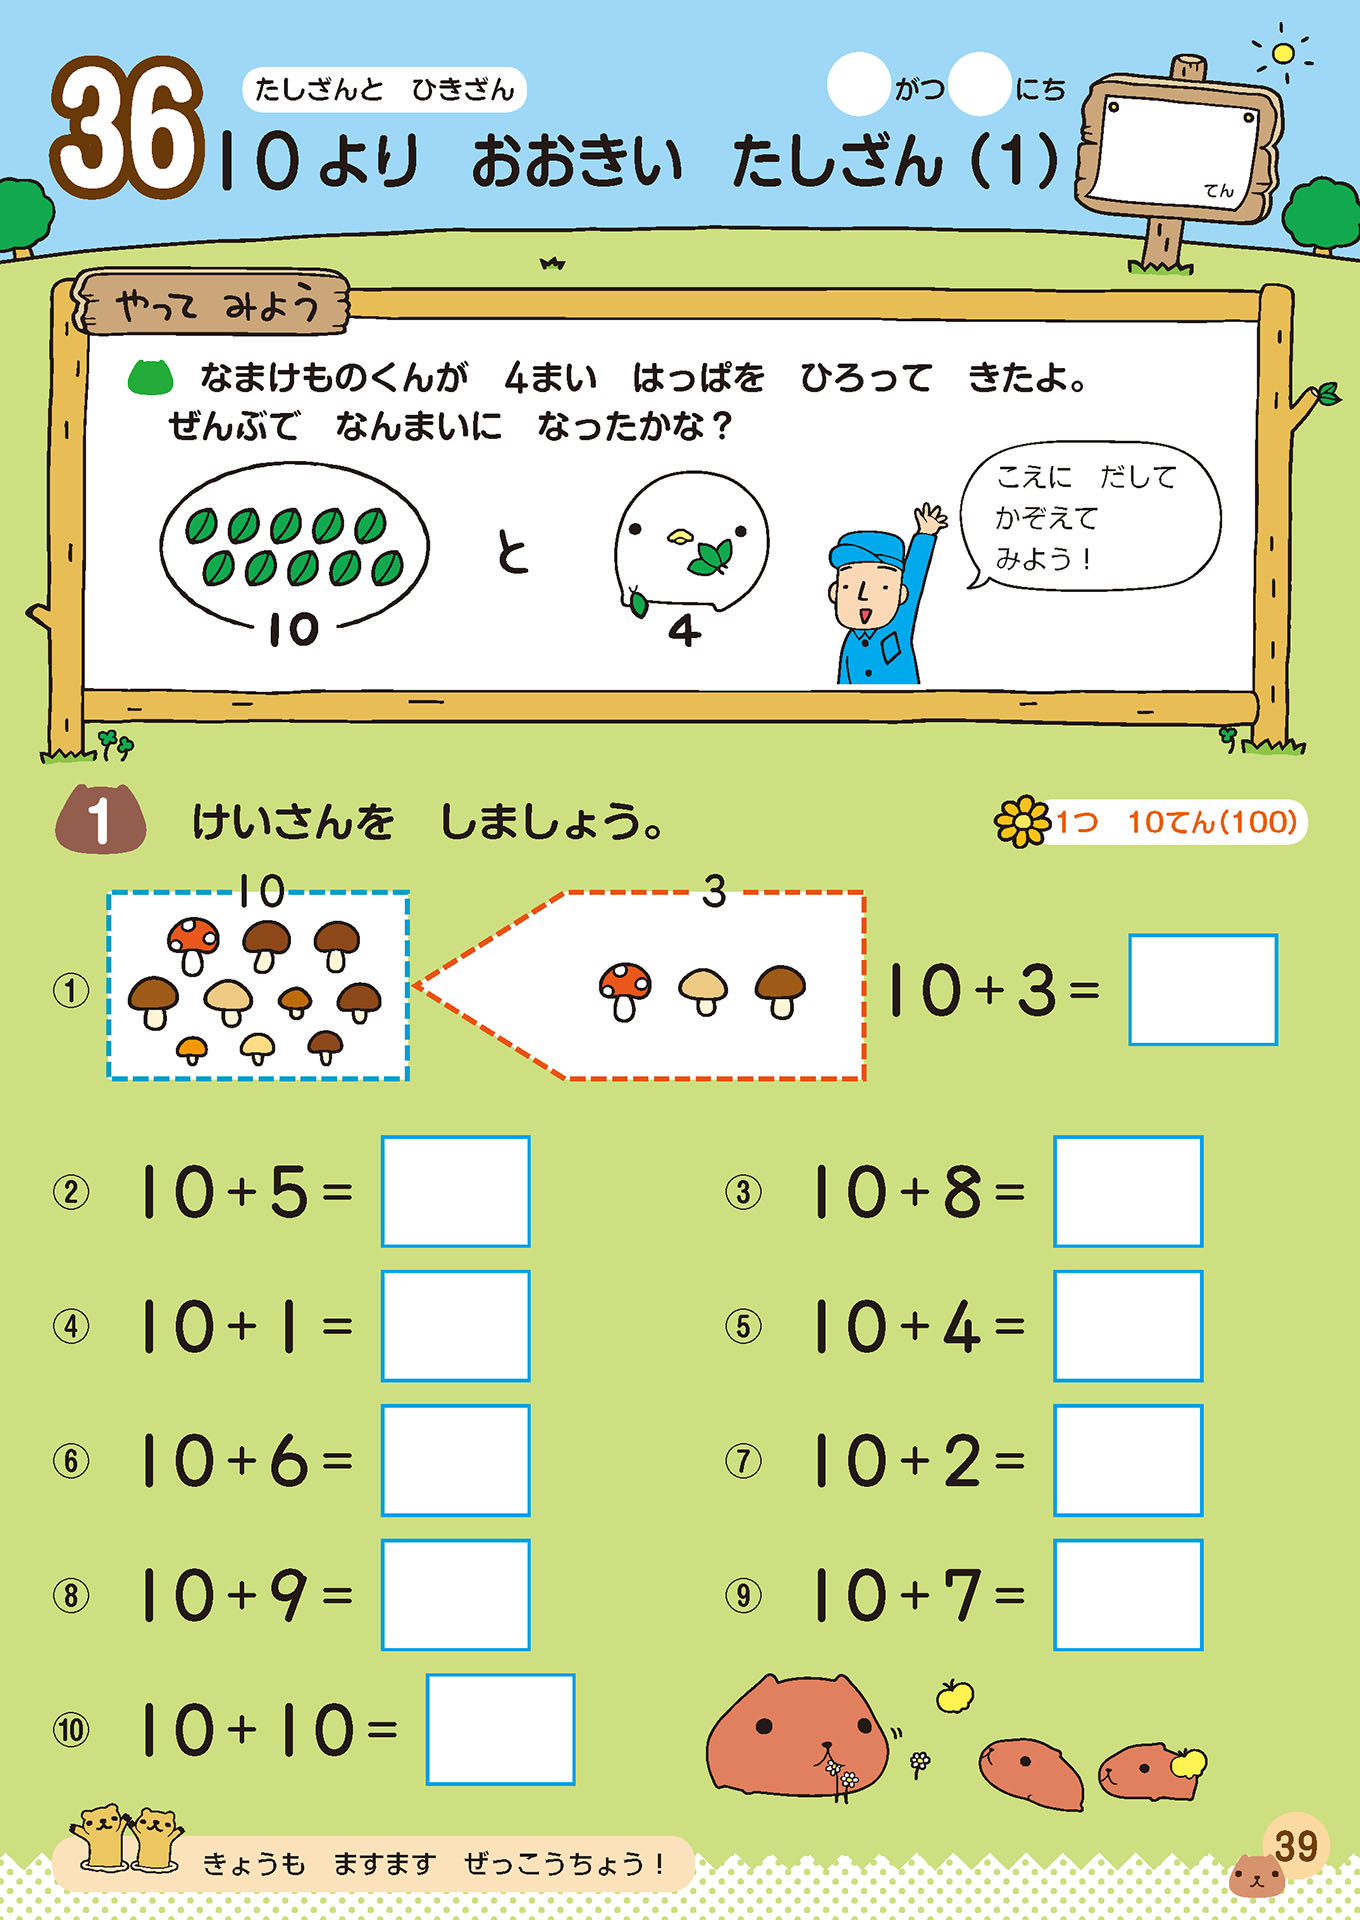 36
たしざんと ひきざん
がつ にち
10より おおきい たしざん(1)
てん
やって みよう
なまけものくんが 4まい はっぱを ひろって きたよ。
ぜんぶで なんまいに なったかな?
こえに だして
かぞえて
みよう!
と
10
4
1 けいさんを しましょう。
1つ 10てん(100)
10
3
① 10+3=
② 10+5=
③ 10+8=
④ 10+1=
⑤ 10+4=
⑥ 10+6=
⑦ 10+2=
⑧ 10+9=
⑨ 10+7=
⑩ 10+10=
きょうも ますます ぜっこうちょう!
39